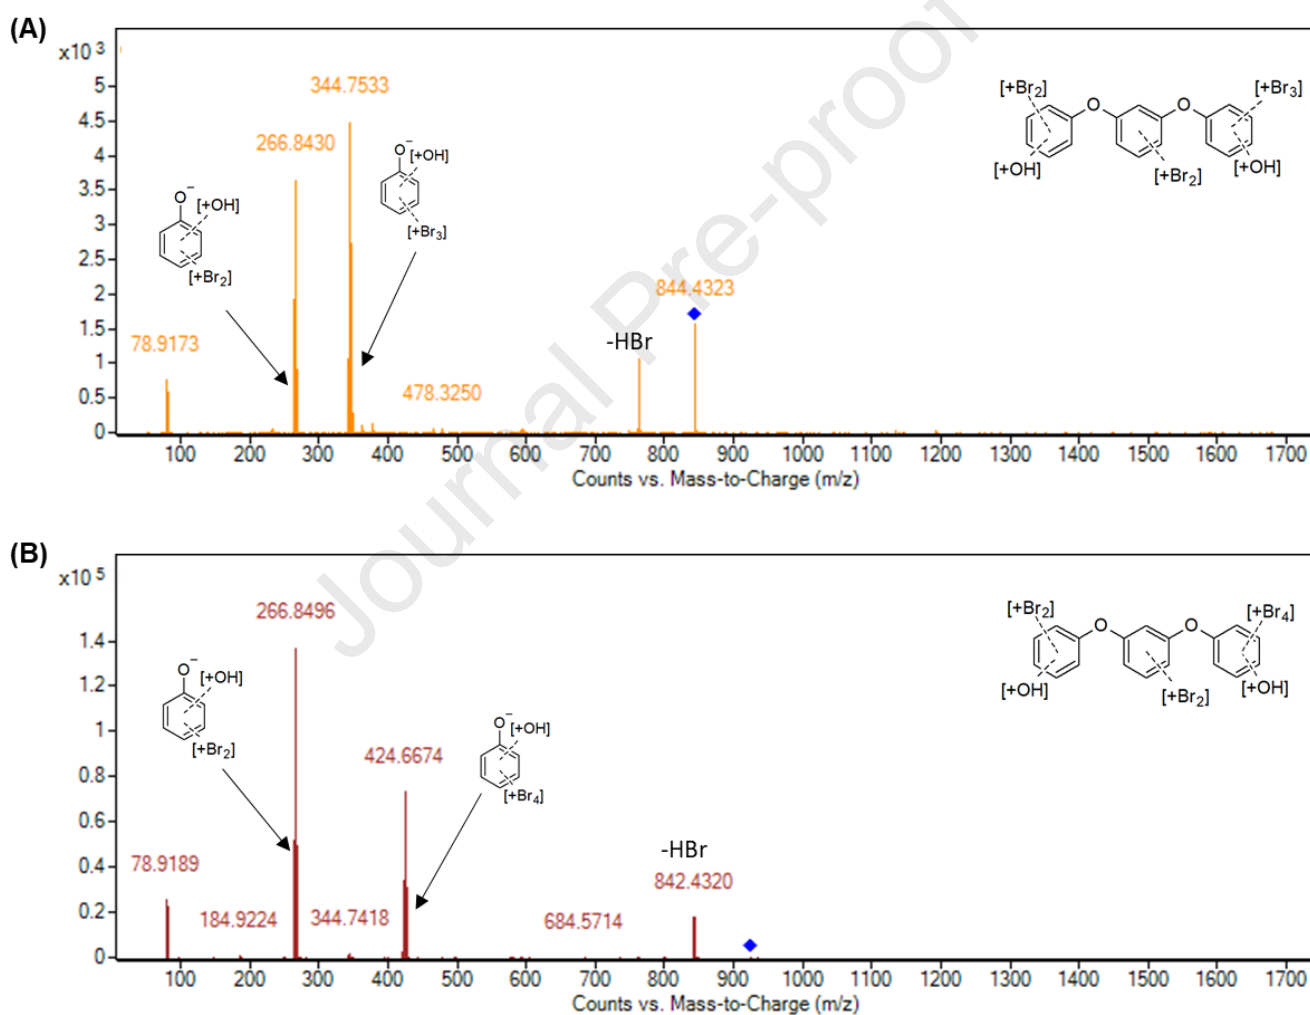 (A)
x10 3
5
4.5
4
3.5
3
2.5
2
1.5
1
0.5
0
344.7533
266.8430
78.9173
478.3250
844.4323
-HBr
O−
[+OH]
[+Br2]
O−
[+OH]
[+Br3]
[+Br2]
O
O
[+Br3]
[+OH]
[+Br2]
[+OH]
100 200 300 400 500 600 700 800 900 1000 1100 1200 1300 1400 1500 1600 1700
Counts vs. Mass-to-Charge (m/z)
Journal Pre-proof
(B)
x10 5
1.4
1.2
1
0.8
0.6
0.4
0.2
0
266.8496
424.6674
78.9189
184.9224
344.7418
684.5714
-HBr
842.4320
O−
[+OH]
[+Br2]
O−
[+OH]
[+Br4]
[+Br2]
O
O
[+Br4]
[+OH]
[+Br2]
[+OH]
100 200 300 400 500 600 700 800 900 1000 1100 1200 1300 1400 1500 1600 1700
Counts vs. Mass-to-Charge (m/z)